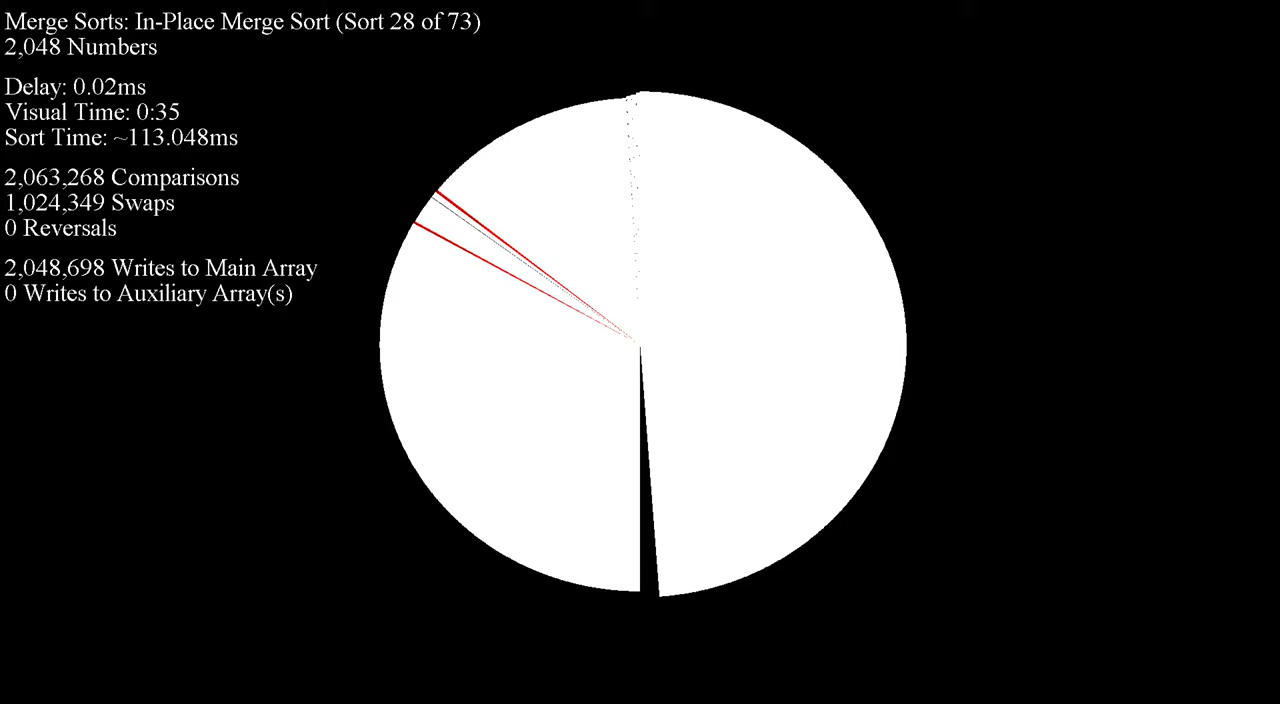 Merge Sorts: In-Place Merge Sort (Sort 28 of 73)
2,048 Numbers
Delay: 0.02ms
Visual Time: 0:35
Sort Time: ~113.048ms
2,063,268 Comparisons
1,024,349 Swaps
0 Reversals
2,048,698 Writes to Main Array
0 Writes to Auxiliary Array(s)